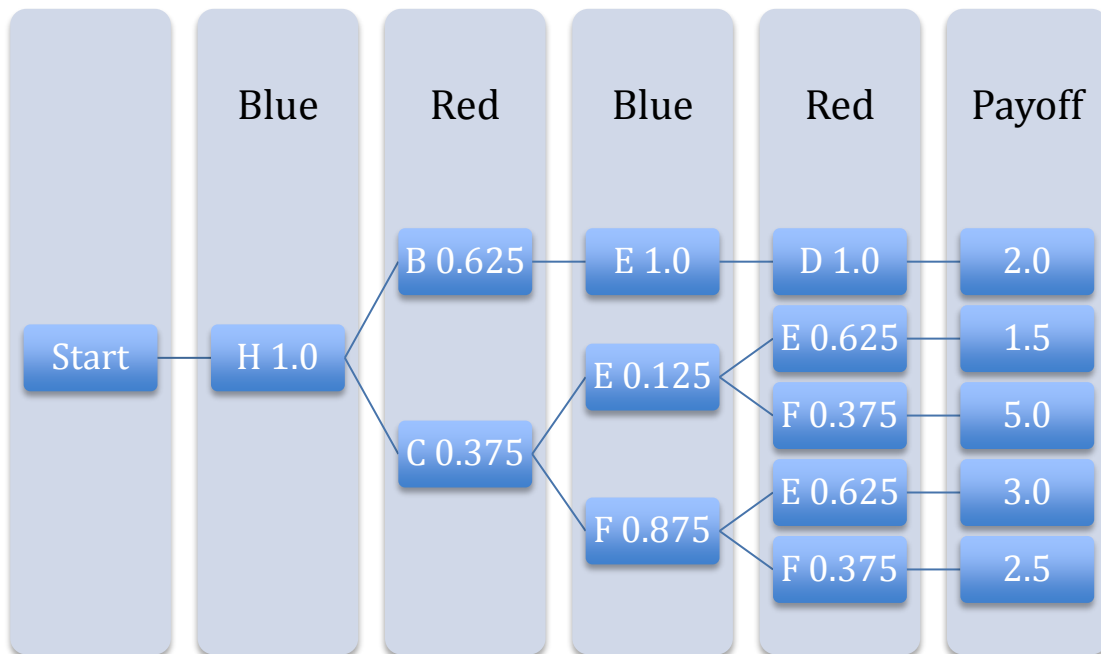 Blue Red Blue Red Payoff
B 0.625 E 1.0 D 1.0 2.0
E 0.625 1.5
Start H 1.0 E 0.125
F 0.375 5.0
C 0.375
E 0.625 3.0
F 0.875
F 0.375 2.5